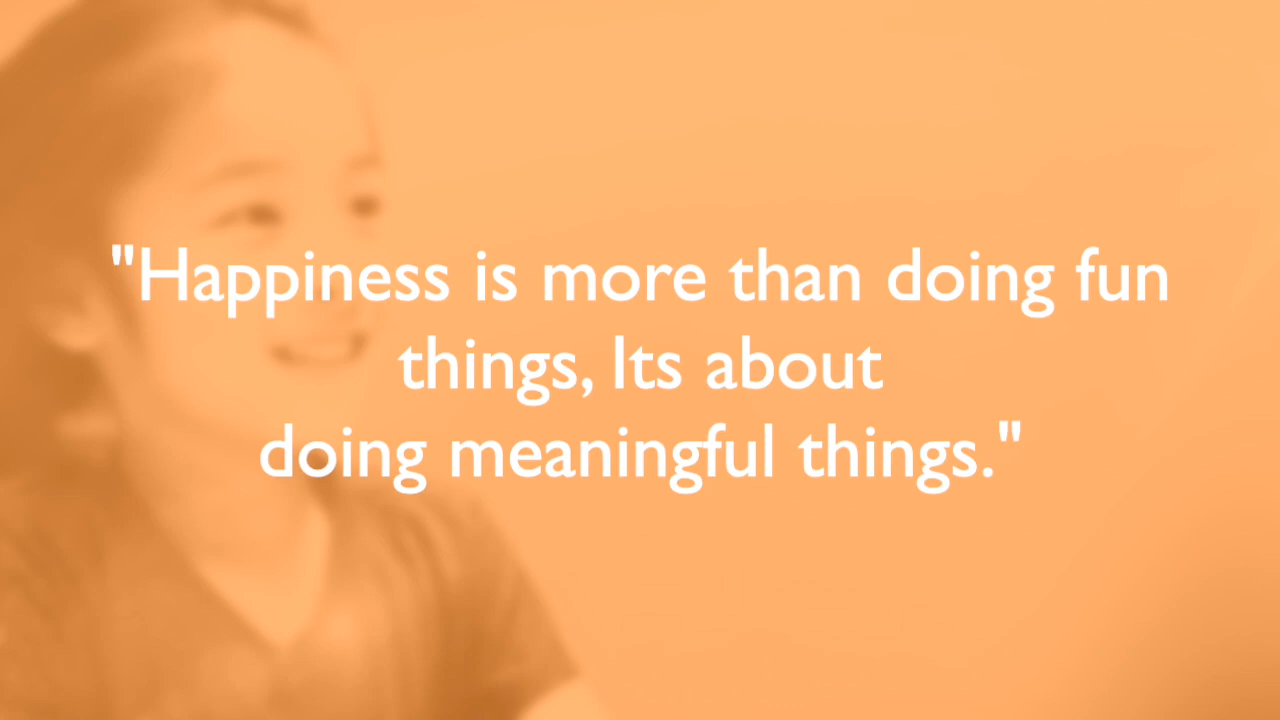 "Happiness is more than doing fun
things, Its about
doing meaningful things."